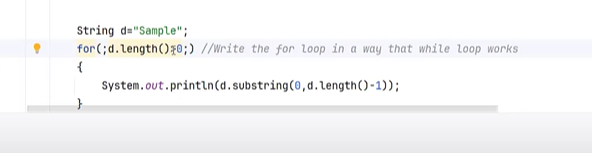 String d="Sample";
for(;d.length()>0;) //Write the for loop in a way that while loop works
{
System.out.println(d.substring(0,d.length()-1));
}